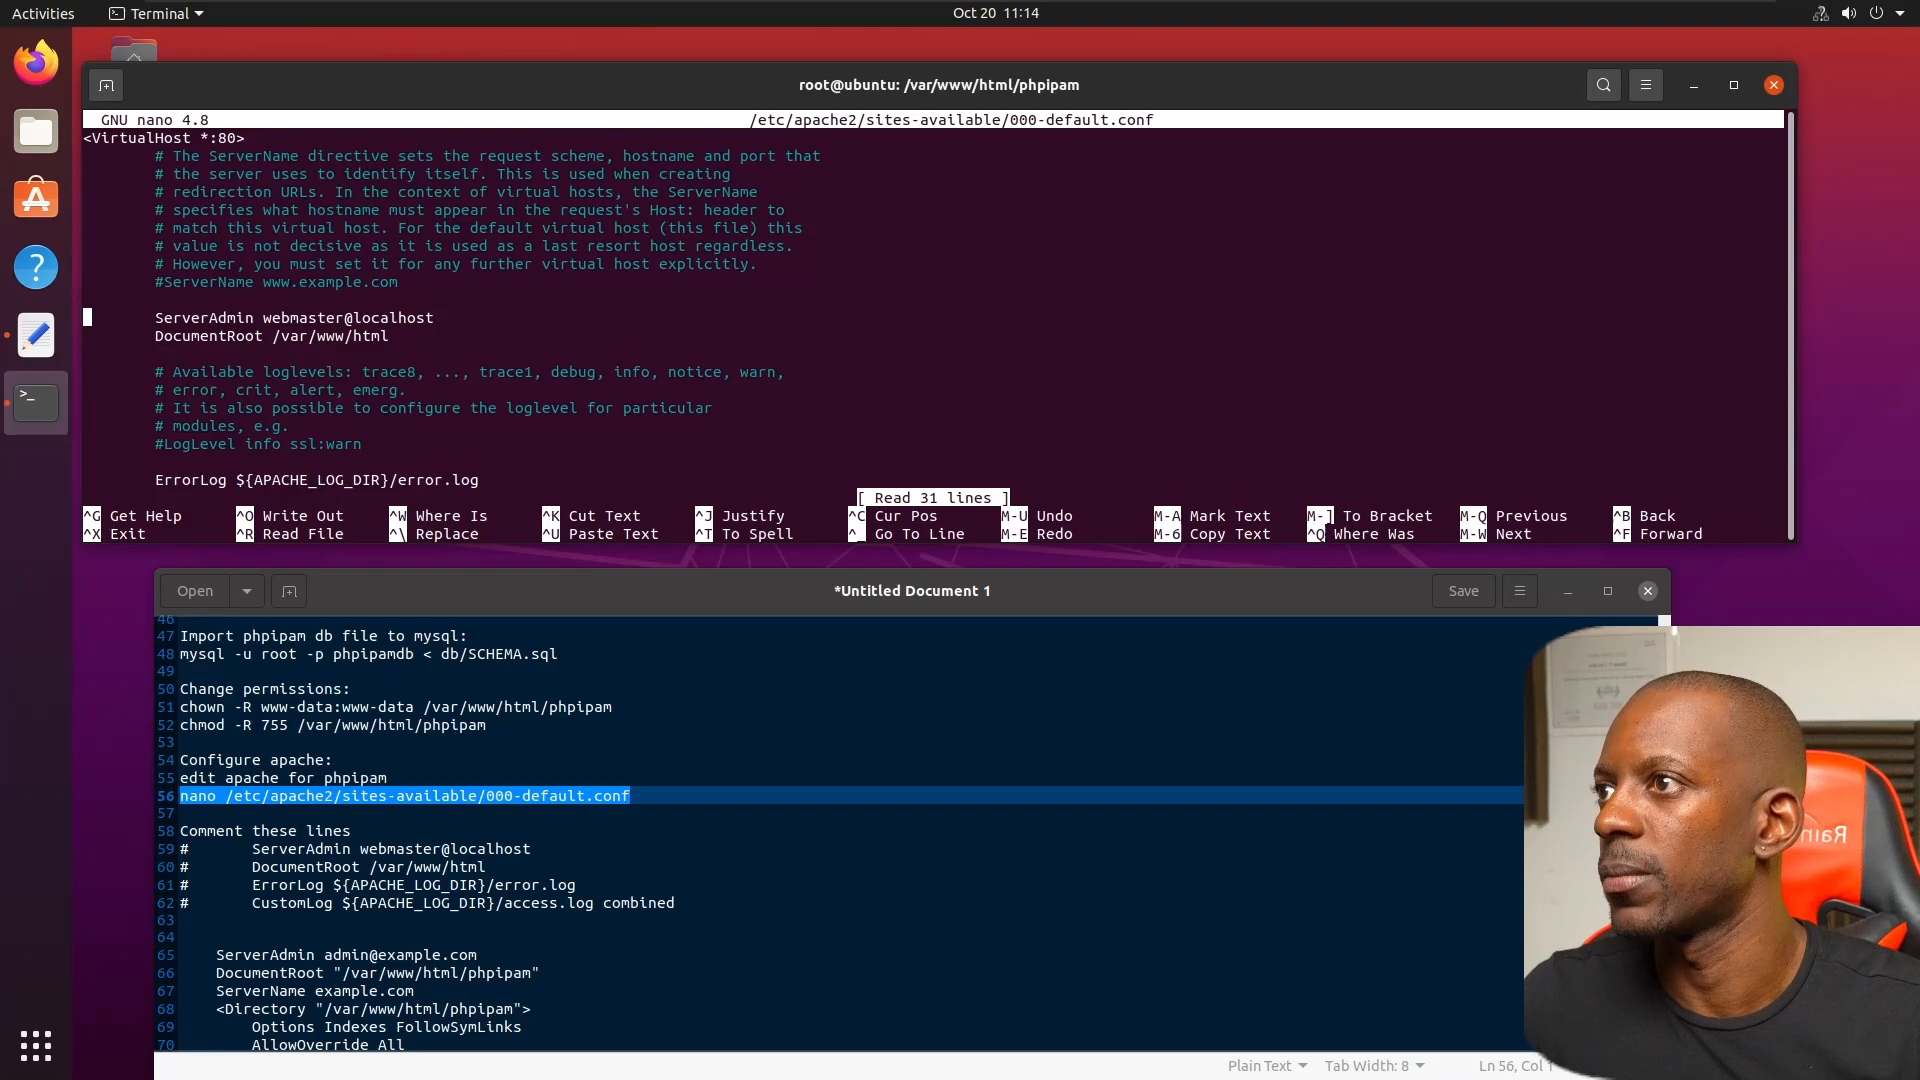 Activities
Terminal
Oct 20 11:14
root@ubuntu: /var/www/html/phpipam
GNU nano 4.8
/etc/apache2/sites-available/000-default.conf
<VirtualHost *:80>
# The ServerName directive sets the request scheme, hostname and port that
# the server uses to identify itself. This is used when creating
# redirection URLs. In the context of virtual hosts, the ServerName
# specifies what hostname must appear in the request's Host: header to
# match this virtual host. For the default virtual host (this file) this
# value is not decisive as it is used as a last resort host regardless.
# However, you must set it for any further virtual host explicitly.
#ServerName www.example.com
ServerAdmin webmaster@localhost
DocumentRoot /var/www/html
# Available loglevels: trace8, ..., trace1, debug, info, notice, warn,
# error, crit, alert, emerg.
# It is also possible to configure the loglevel for particular
# modules, e.g.
#LogLevel info ssl:warn
ErrorLog ${APACHE_LOG_DIR}/error.log
[ Read 31 lines ]
^G Get Help ^O Write Out ^W Where Is ^K Cut Text ^J Justify ^C Cur Pos M-U Undo M-A Mark Text M-] To Bracket M-Q Previous ^B Back
^X Exit ^R Read File ^\ Replace ^U Paste Text ^T To Spell ^_ Go To Line M-E Redo M-6 Copy Text ^Q Where Was M-W Next ^F Forward
Open
*Untitled Document 1
Save
46
47 Import phpipam db file to mysql:
48 mysql -u root -p phpipamdb < db/SCHEMA.sql
49
50 Change permissions:
51 chown -R www-data:www-data /var/www/html/phpipam
52 chmod -R 755 /var/www/html/phpipam
53
54 Configure apache:
55 edit apache for phpipam
56 nano /etc/apache2/sites-available/000-default.conf
57
58 Comment these lines
59 # ServerAdmin webmaster@localhost
60 # DocumentRoot /var/www/html
61 # ErrorLog ${APACHE_LOG_DIR}/error.log
62 # CustomLog ${APACHE_LOG_DIR}/access.log combined
63
64
65 ServerAdmin admin@example.com
66 DocumentRoot "/var/www/html/phpipam"
67 ServerName example.com
68 <Directory "/var/www/html/phpipam">
69 Options Indexes FollowSymLinks
70 AllowOverride All
Plain Text
Tab Width: 8
Ln 56, Col 1